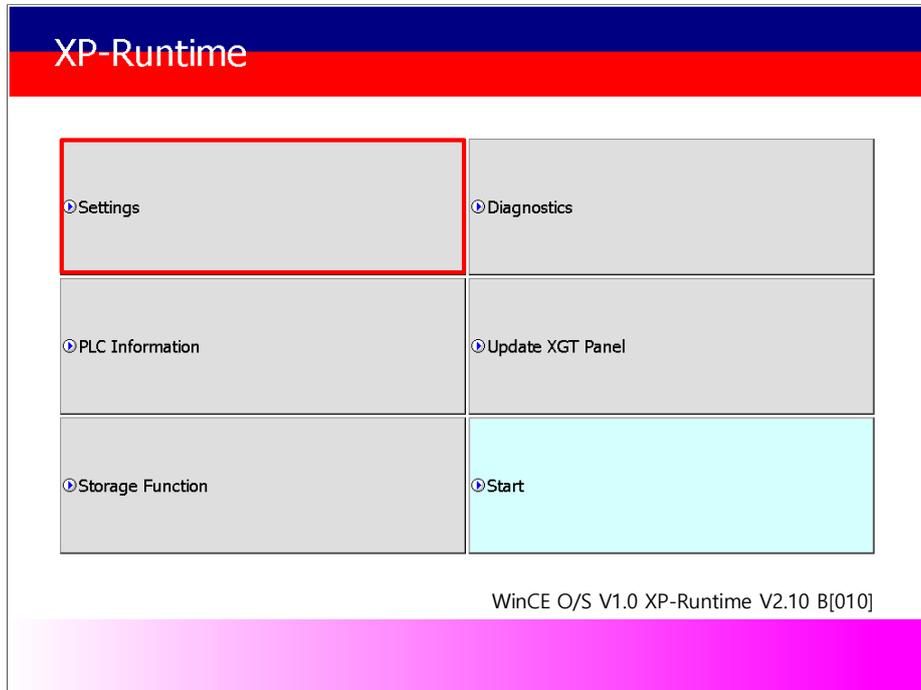 XP-Runtime
Settings
Diagnostics
PLC Information
Update XGT Panel
Storage Function
Start
WinCE O/S V1.0 XP-Runtime V2.10 B[010]